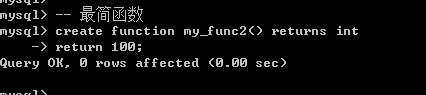 mysql>
mysql> -- 最简函数
mysql> create function my_func2() returns int
    -> return 100;
Query OK, 0 rows affected (0.00 sec)
mysql>